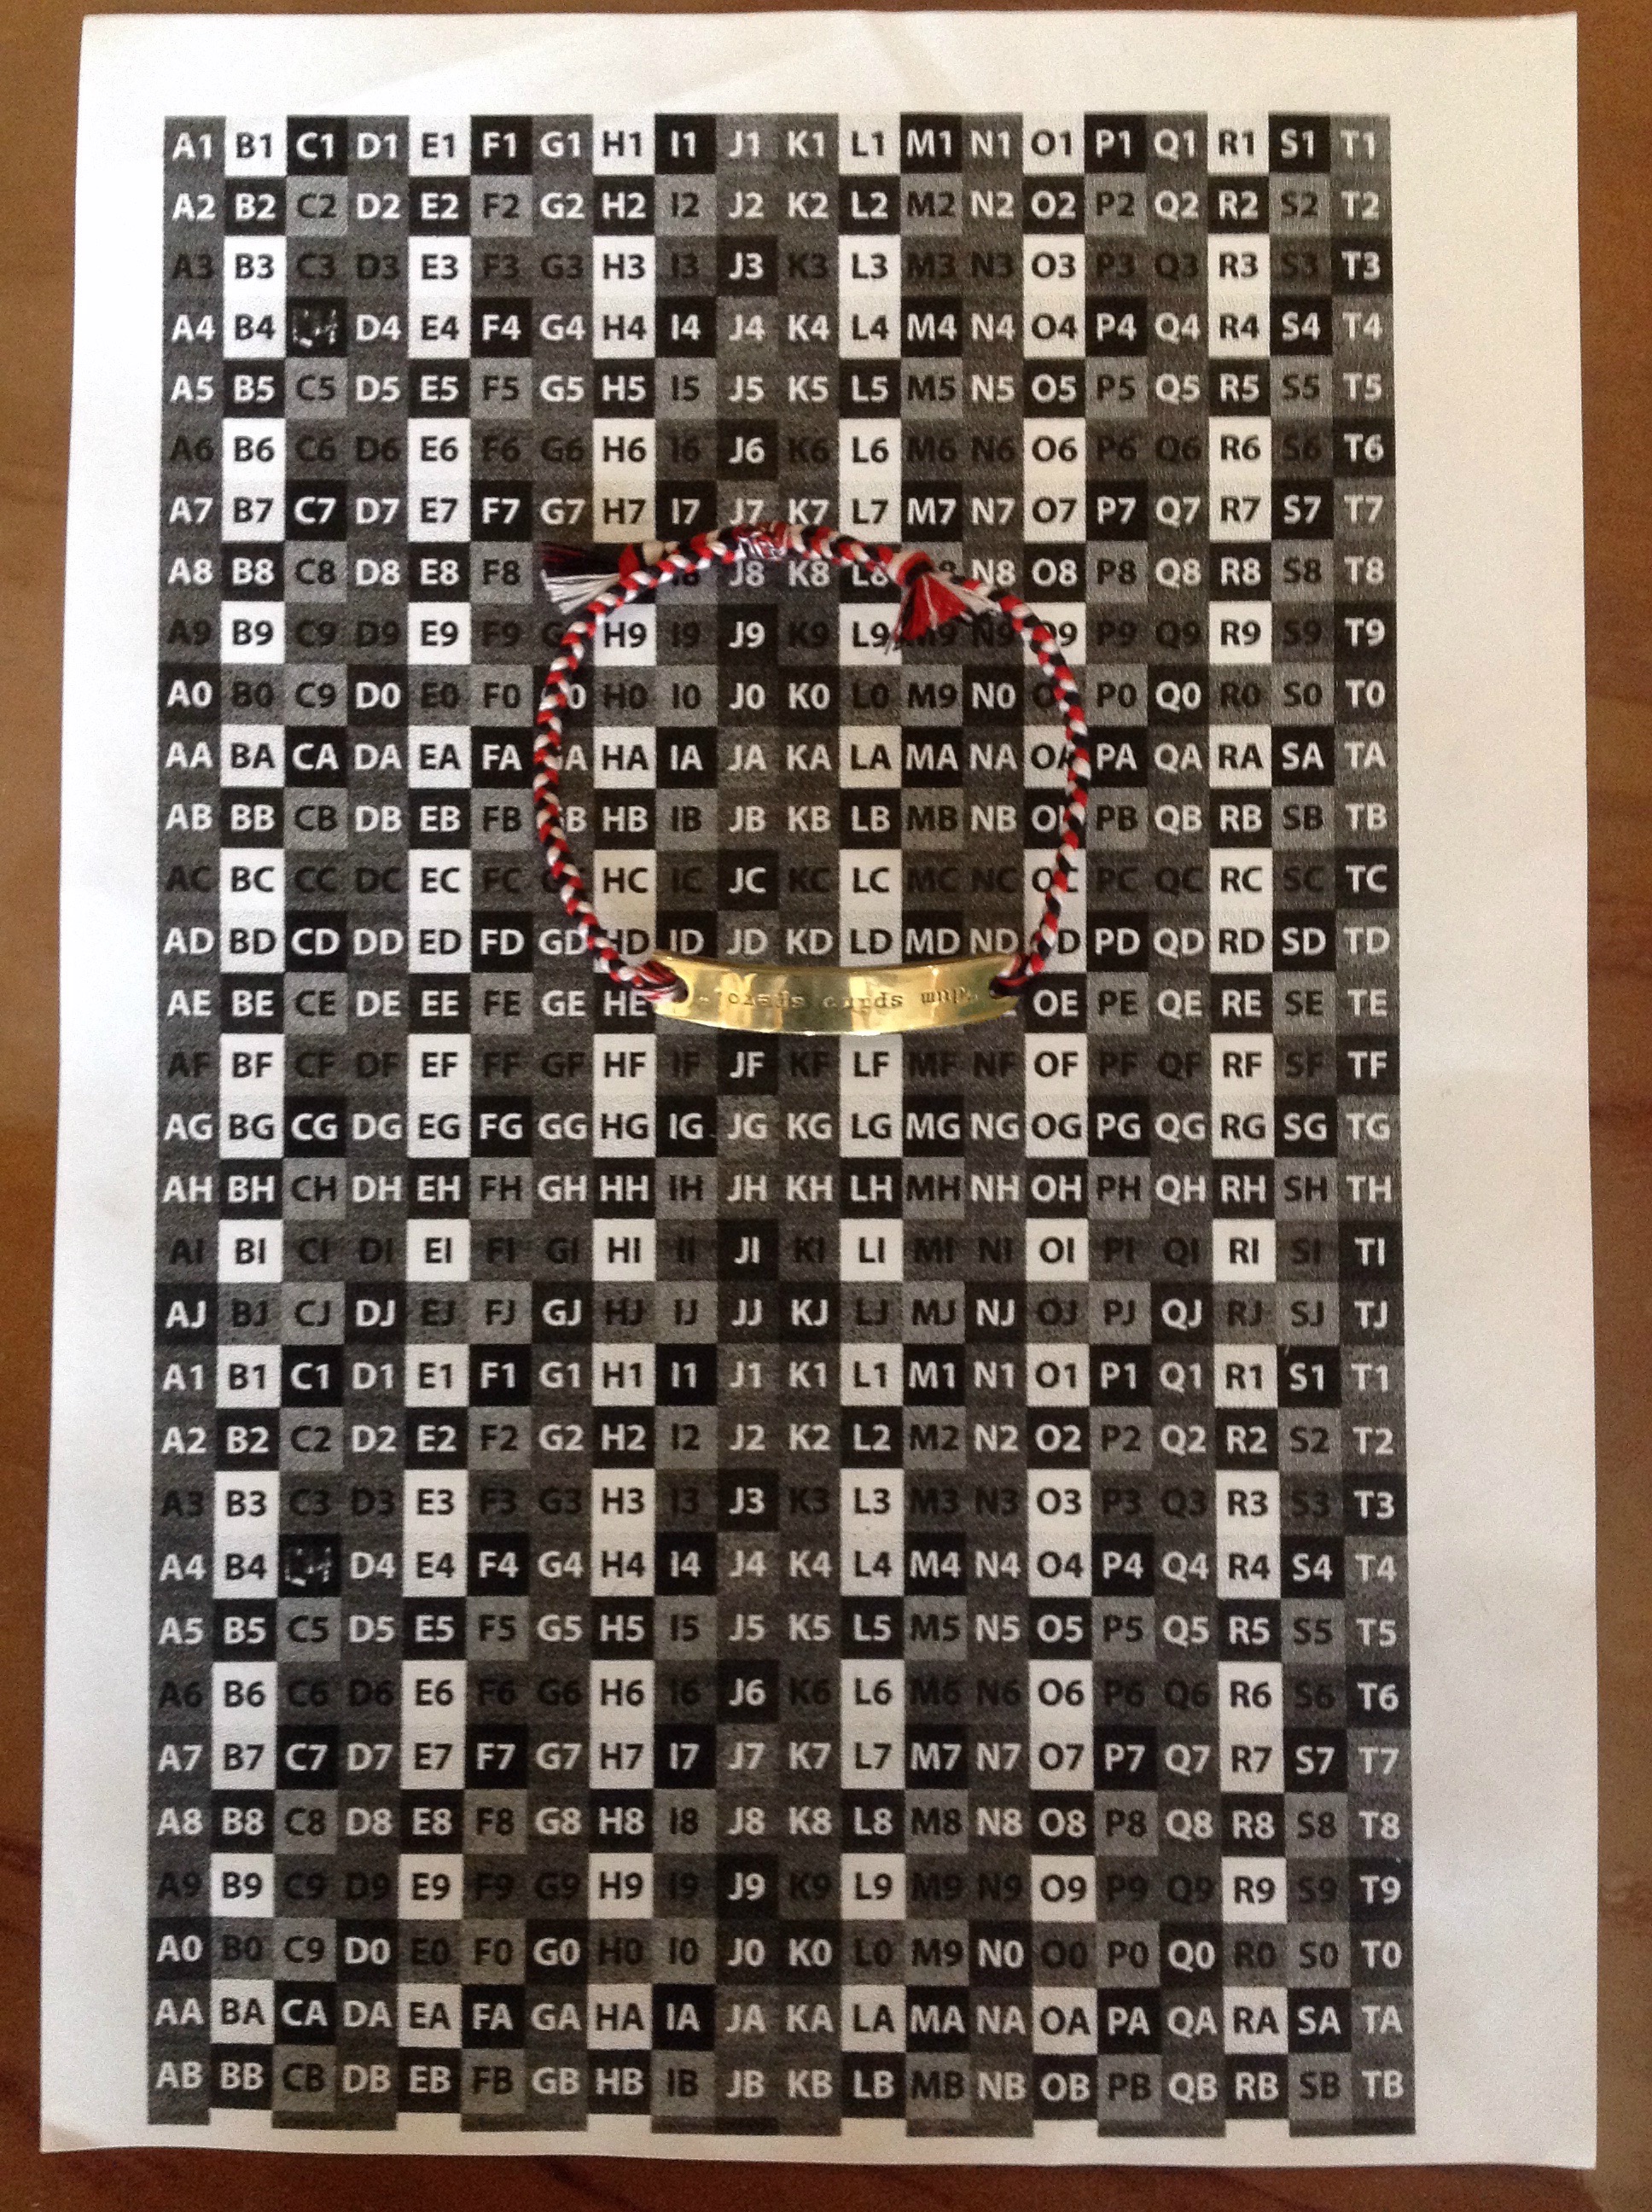 A1 B1 C1 D1 E1 F1 G1 H1 I1 J1 K1 L1 M1 N1 O1 P1 Q1 R1 S1 T1
A2 B2 C2 D2 E2 F2 G2 H2 I2 J2 K2 L2 M2 N2 O2 P2 Q2 R2 S2 T2
A3 B3 C3 D3 E3 F3 G3 H3 I3 J3 K3 L3 M3 N3 O3 P3 Q3 R3 S3 T3
A4 B4 D4 E4 F4 G4 H4 I4 J4 K4 L4 M4 N4 O4 P4 Q4 R4 S4 T4
A5 B5 C5 D5 E5 F5 G5 H5 I5 J5 K5 L5 M5 N5 O5 P5 Q5 R5 S5 T5
A6 B6 C6 D6 E6 F6 G6 H6 I6 J6 K6 L6 M6 N6 O6 P6 Q6 R6 S6 T6
A7 B7 C7 D7 E7 F7 G7 H7 I7 J7 K7 L7 M7 N7 O7 P7 Q7 R7 S7 T7
A8 B8 C8 D8 E8 F8 J8 K8 L8 N8 O8 P8 Q8 R8 S8 T8
A9 B9 C9 D9 E9 F9 H9 I9 J9 K9 L9 M9 N9 P9 Q9 R9 S9 T9
A0 B0 C9 D0 E0 F0 H0 I0 J0 K0 L0 M9 N0 P0 Q0 R0 S0 T0
AA BA CA DA EA FA HA IA JA KA LA MA NA OA PA QA RA SA TA
AB BB CB DB EB FB HB IB JB KB LB MB NB PB QB RB SB TB
AC BC CC DC EC FC HC IC JC KC LC MC NC OC PC QC RC SC TC
AD BD CD DD ED FD GD HD ID JD KD LD MD ND PD QD RD SD TD
AE BE CE DE EE FE GE HE OE PE QE RE SE TE
AF BF CF DF EF FF GF HF IF JF KF LF MF NF OF PF QF RF SF TF
AG BG CG DG EG FG GG HG IG JG KG LG MG NG OG PG QG RG SG TG
AH BH CH DH EH FH GH HH IH JH KH LH MH NH OH PH QH RH SH TH
AI BI CI DI EI FI GI HI II JI KI LI MI NI OI PI QI RI SI TI
AJ BJ CJ DJ EJ FJ GJ HJ IJ JJ KJ LJ MJ NJ OJ PJ QJ RJ SJ TJ
A1 B1 C1 D1 E1 F1 G1 H1 I1 J1 K1 L1 M1 N1 O1 P1 Q1 R1 S1 T1
A2 B2 C2 D2 E2 F2 G2 H2 I2 J2 K2 L2 M2 N2 O2 P2 Q2 R2 S2 T2
A3 B3 C3 D3 E3 F3 G3 H3 I3 J3 K3 L3 M3 N3 O3 P3 Q3 R3 S3 T3
A4 B4 D4 E4 F4 G4 H4 I4 J4 K4 L4 M4 N4 O4 P4 Q4 R4 S4 T4
A5 B5 C5 D5 E5 F5 G5 H5 I5 J5 K5 L5 M5 N5 O5 P5 Q5 R5 S5 T5
A6 B6 C6 D6 E6 F6 G6 H6 I6 J6 K6 L6 M6 N6 O6 P6 Q6 R6 S6 T6
A7 B7 C7 D7 E7 F7 G7 H7 I7 J7 K7 L7 M7 N7 O7 P7 Q7 R7 S7 T7
A8 B8 C8 D8 E8 F8 G8 H8 I8 J8 K8 L8 M8 N8 O8 P8 Q8 R8 S8 T8
A9 B9 C9 D9 E9 F9 G9 H9 I9 J9 K9 L9 M9 N9 O9 P9 Q9 R9 S9 T9
A0 B0 C9 D0 E0 F0 G0 H0 I0 J0 K0 L0 M9 N0 O0 P0 Q0 R0 S0 T0
AA BA CA DA EA FA GA HA IA JA KA LA MA NA OA PA QA RA SA TA
AB BB CB DB EB FB GB HB IB JB KB LB MB NB OB PB QB RB SB TB